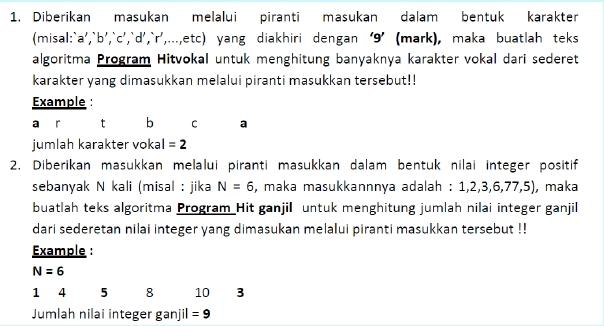 1. Diberikan masukan melalui piranti masukan dalam bentuk karakter
(misal:`a’,`b’,`c’,`d’,`r’,...,etc) yang diakhiri dengan ‘9’ (mark), maka buatlah teks
algoritma Program Hitvokal untuk menghitung banyaknya karakter vokal dari sederet
karakter yang dimasukkan melalui piranti masukkan tersebut!!
Example :
a r t b c a
jumlah karakter vokal = 2
2. Diberikan masukkan melalui piranti masukkan dalam bentuk nilai integer positif
sebanyak N kali (misal : jika N = 6, maka masukkannnya adalah : 1,2,3,6,77,5), maka
buatlah teks algoritma Program Hit ganjil untuk menghitung jumlah nilai integer ganjil
dari sederetan nilai integer yang dimasukan melalui piranti masukkan tersebut !!
Example :
N = 6
1 4 5 8 10 3
Jumlah nilai integer ganjil = 9